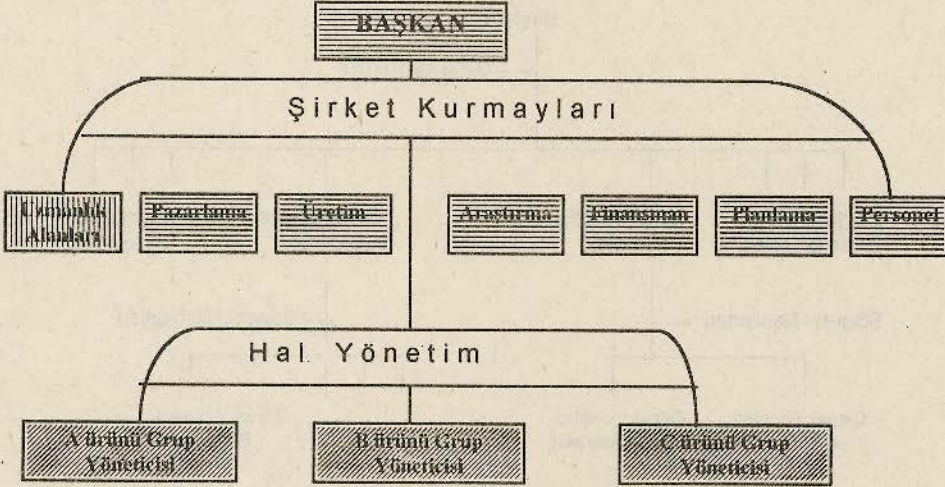 BAŞKAN
Şirket Kurmayları
Uzmanlık
Alanları
Pazarlama
Üretim
Araştırma
Finansman
Planlama
Personel
Hal Yönetim
A ürünü Grup
Yöneticisi
B ürünü Grup
Yöneticisi
C ürünü Grup
Yöneticisi